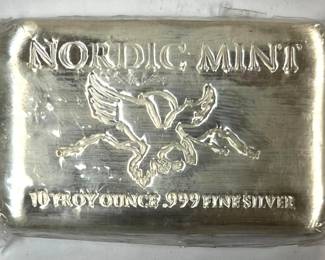 NORDIC MINT
10 TROY OUNCE .999 FINE SILVER